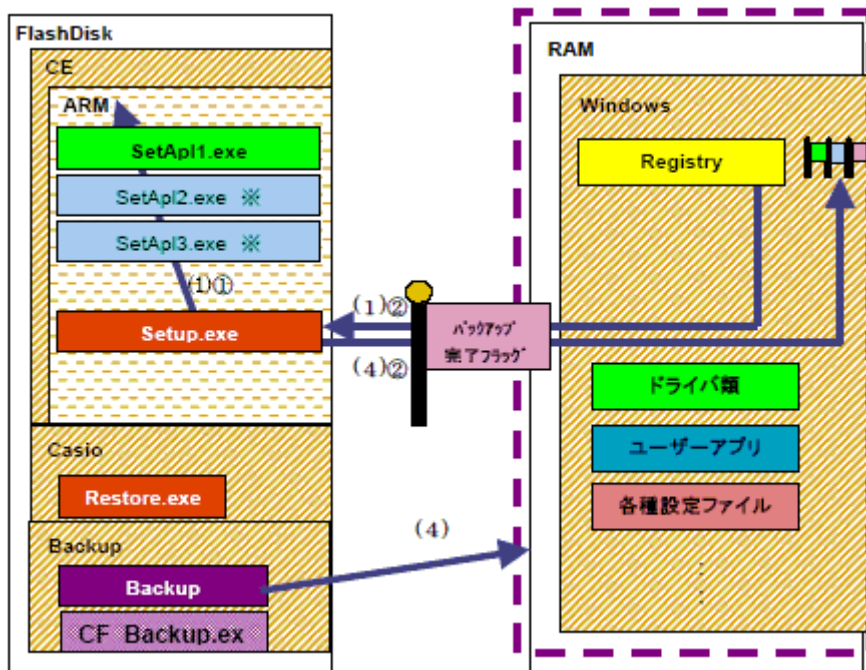 FlashDisk
CE
ARM
SetApl1.exe
SetApl2.exe ※
SetApl3.exe ※
(1)①
Setup.exe
Casio
Restore.exe
Backup
Backup
CF Backup.ex
(1)②
(4)②
ﾊﾞｯｸｱｯﾌﾟ
完了ﾌﾗｸﾞ
(4)
RAM
Windows
Registry
ドライバ類
ユーザーアプリ
各種設定ファイル